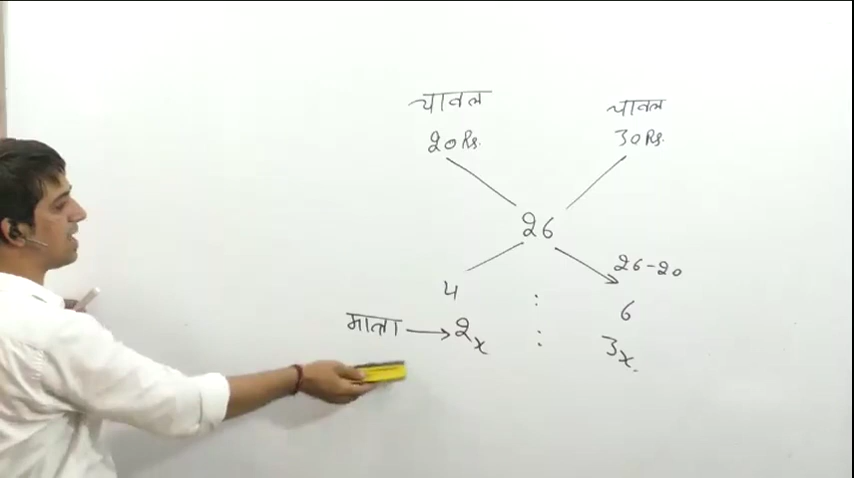 चावल चावल
20 Rs. 30 Rs.
26
26-20
4 : 6
मात्रा → 2x : 3x.